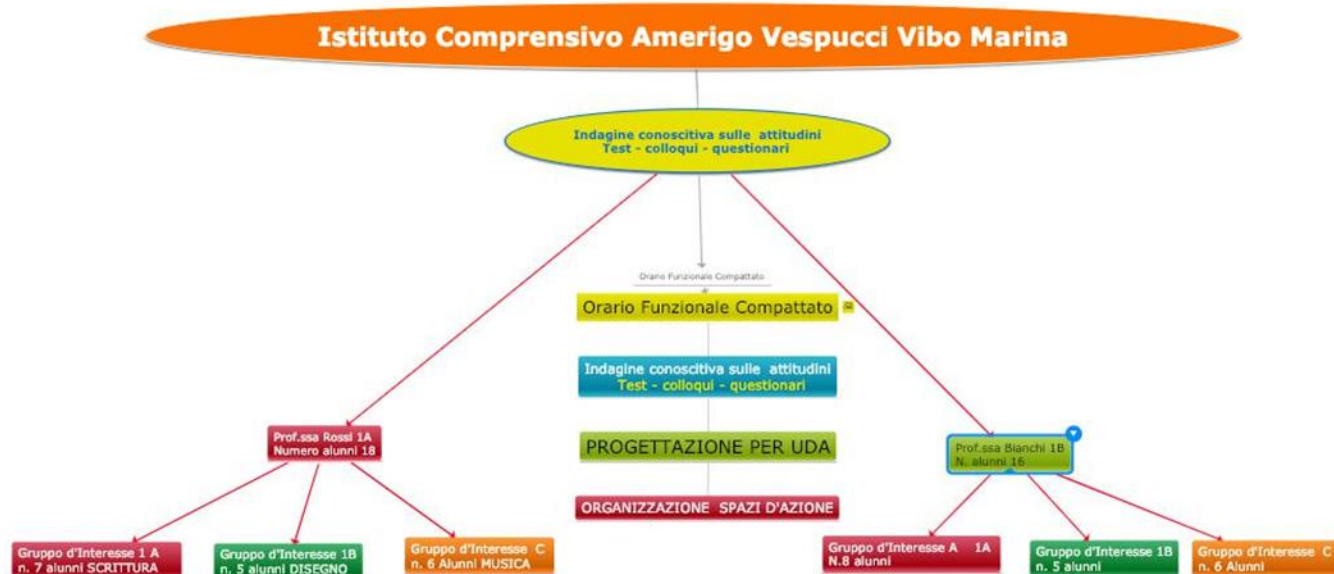 Istituto Comprensivo Amerigo Vespucci Vibo Marina
Indagine conoscitiva sulle attitudini
Test - colloqui - questionari
Orario Funzionale Compattato
Orario Funzionale Compattato
Indagine conoscitiva sulle attitudini
Test - colloqui - questionari
Prof.ssa Rossi 1A
Numero alunni 18
PROGETTAZIONE PER UDA
Prof.ssa Bianchi 1B
N. alunni 16
ORGANIZZAZIONE SPAZI D'AZIONE
Gruppo d'Interesse 1 A
n. 7 alunni SCRITTURA
Gruppo d'Interesse 1B
n. 5 alunni DISEGNO
Gruppo d'Interesse C
n. 6 Alunni MUSICA
Gruppo d'Interesse A 1A
N.8 alunni
Gruppo d'Interesse 1B
n. 5 alunni
Gruppo d'Interesse C
n. 6 Alunni